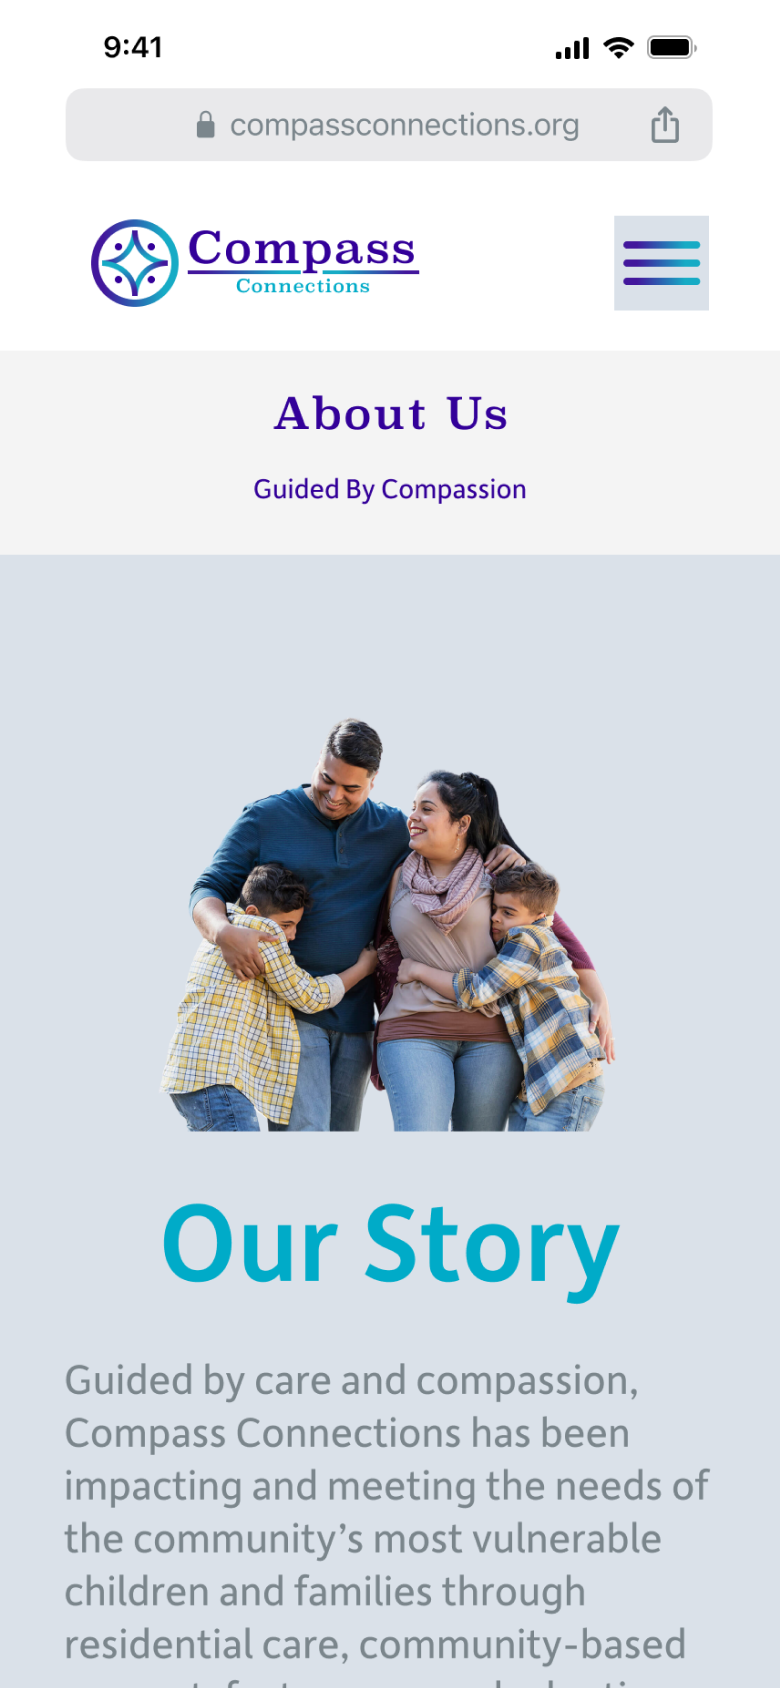 9:41
compassconnections.org
Compass
Connections
About Us
Guided By Compassion
Our Story
Guided by care and compassion,
Compass Connections has been
impacting and meeting the needs of
the community’s most vulnerable
children and families through
residential care, community-based